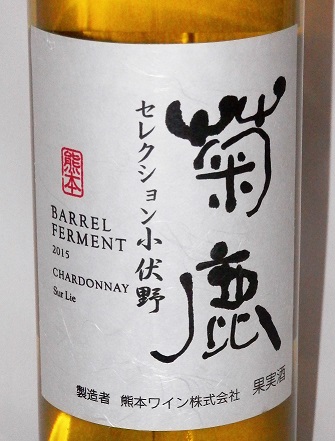 菊鹿
セレクション小伏野
熊本
BARREL
FERMENT
2015
CHARDONNAY
Sur Lie
製造者 熊本ワイン株式会社 果実酒